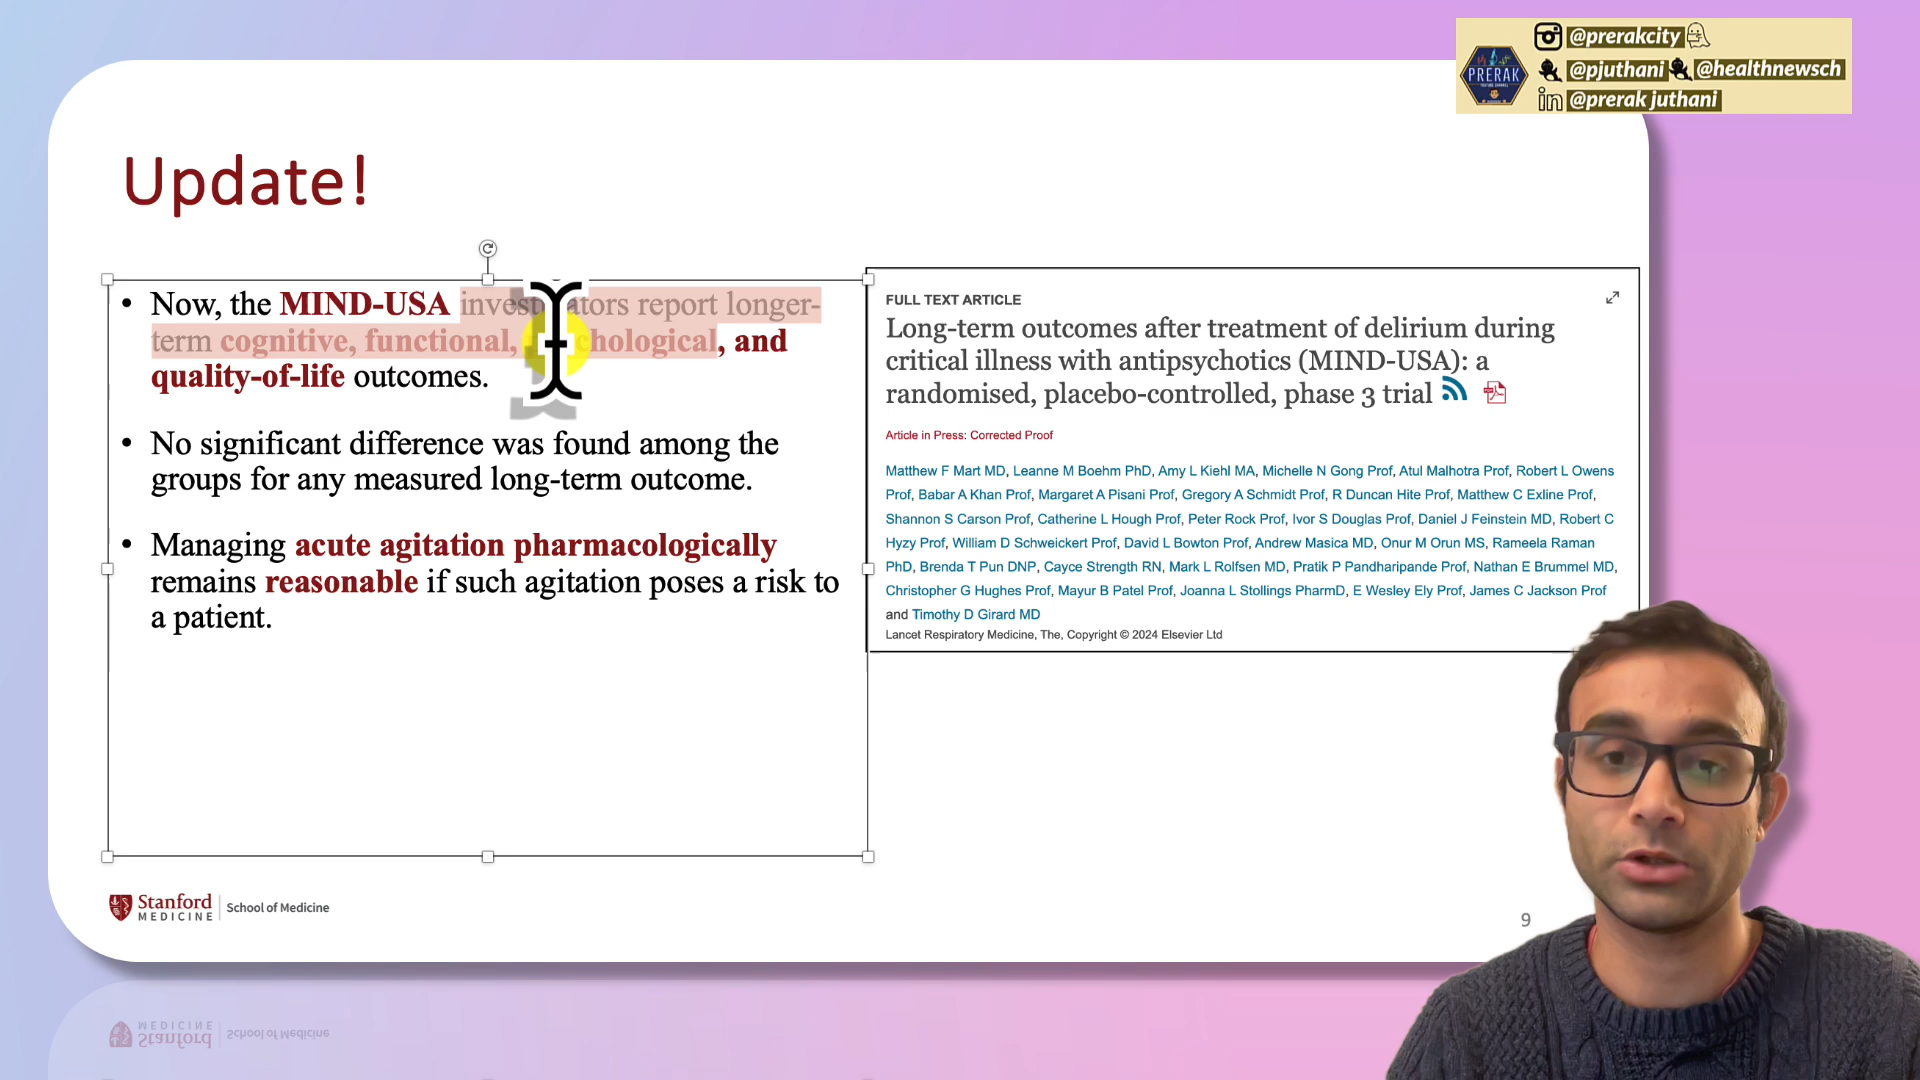 @prerakcity
PRERAK
@pjuthani @healthnewsch
in @prerak juthani
Update!
• Now, the MIND-USA investigators report longer-
term cognitive, functional, psychological, and
quality-of-life outcomes.
• No significant difference was found among the
groups for any measured long-term outcome.
• Managing acute agitation pharmacologically
remains reasonable if such agitation poses a risk to
a patient.
FULL TEXT ARTICLE
Long-term outcomes after treatment of delirium during
critical illness with antipsychotics (MIND-USA): a
randomised, placebo-controlled, phase 3 trial
Article in Press: Corrected Proof
Matthew F Mart MD, Leanne M Boehm PhD, Amy L Kiehl MA, Michelle N Gong Prof, Atul Malhotra Prof, Robert L Owens
Prof, Babar A Khan Prof, Margaret A Pisani Prof, Gregory A Schmidt Prof, R Duncan Hite Prof, Matthew C Exline Prof,
Shannon S Carson Prof, Catherine L Hough Prof, Peter Rock Prof, Ivor S Douglas Prof, Daniel J Feinstein MD, Robert C
Hyzy Prof, William D Schweickert Prof, David L Bowton Prof, Andrew Masica MD, Onur M Orun MS, Rameela Raman
PhD, Brenda T Pun DNP, Cayce Strength RN, Mark L Rolfsen MD, Pratik P Pandharipande Prof, Nathan E Brummel MD,
Christopher G Hughes Prof, Mayur B Patel Prof, Joanna L Stollings PharmD, E Wesley Ely Prof, James C Jackson Prof
and Timothy D Girard MD
Lancet Respiratory Medicine, The, Copyright © 2024 Elsevier Ltd
Stanford
MEDICINE
School of Medicine
9